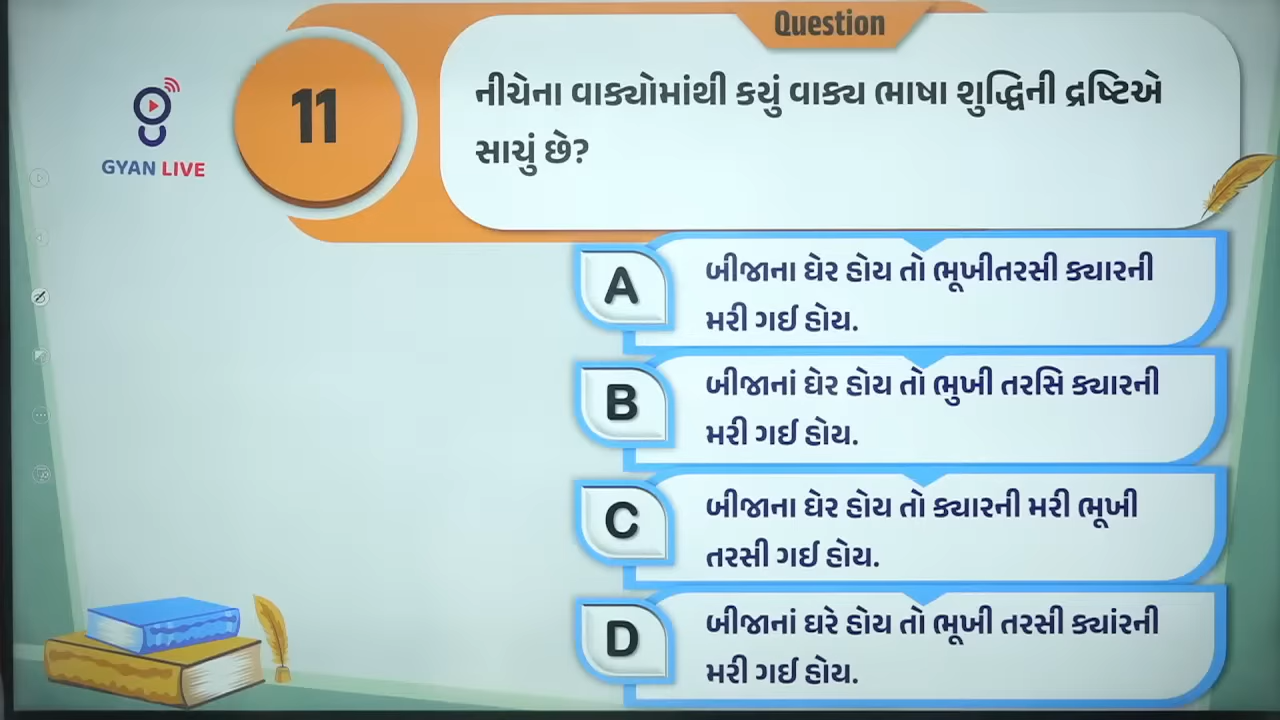 Question
11
GYAN LIVE
નીચેના વાક્યોમાંથી કયું વાક્ય ભાષા શુદ્ધિની દ્રષ્ટિએ
સાચું છે?
A
બીજાના ઘેર હોય તો ભૂખીતરસી ક્યારની
મરી ગઈ હોય.
B
બીજાનાં ઘેર હોય તો ભુખી તરસિ ક્યારની
મરી ગઈ હોય.
C
બીજાના ઘેર હોય તો ક્યારની મરી ભૂખી
તરસી ગઈ હોય.
D
બીજાનાં ઘરે હોય તો ભૂખી તરસી ક્યાંરની
મરી ગઈ હોય.